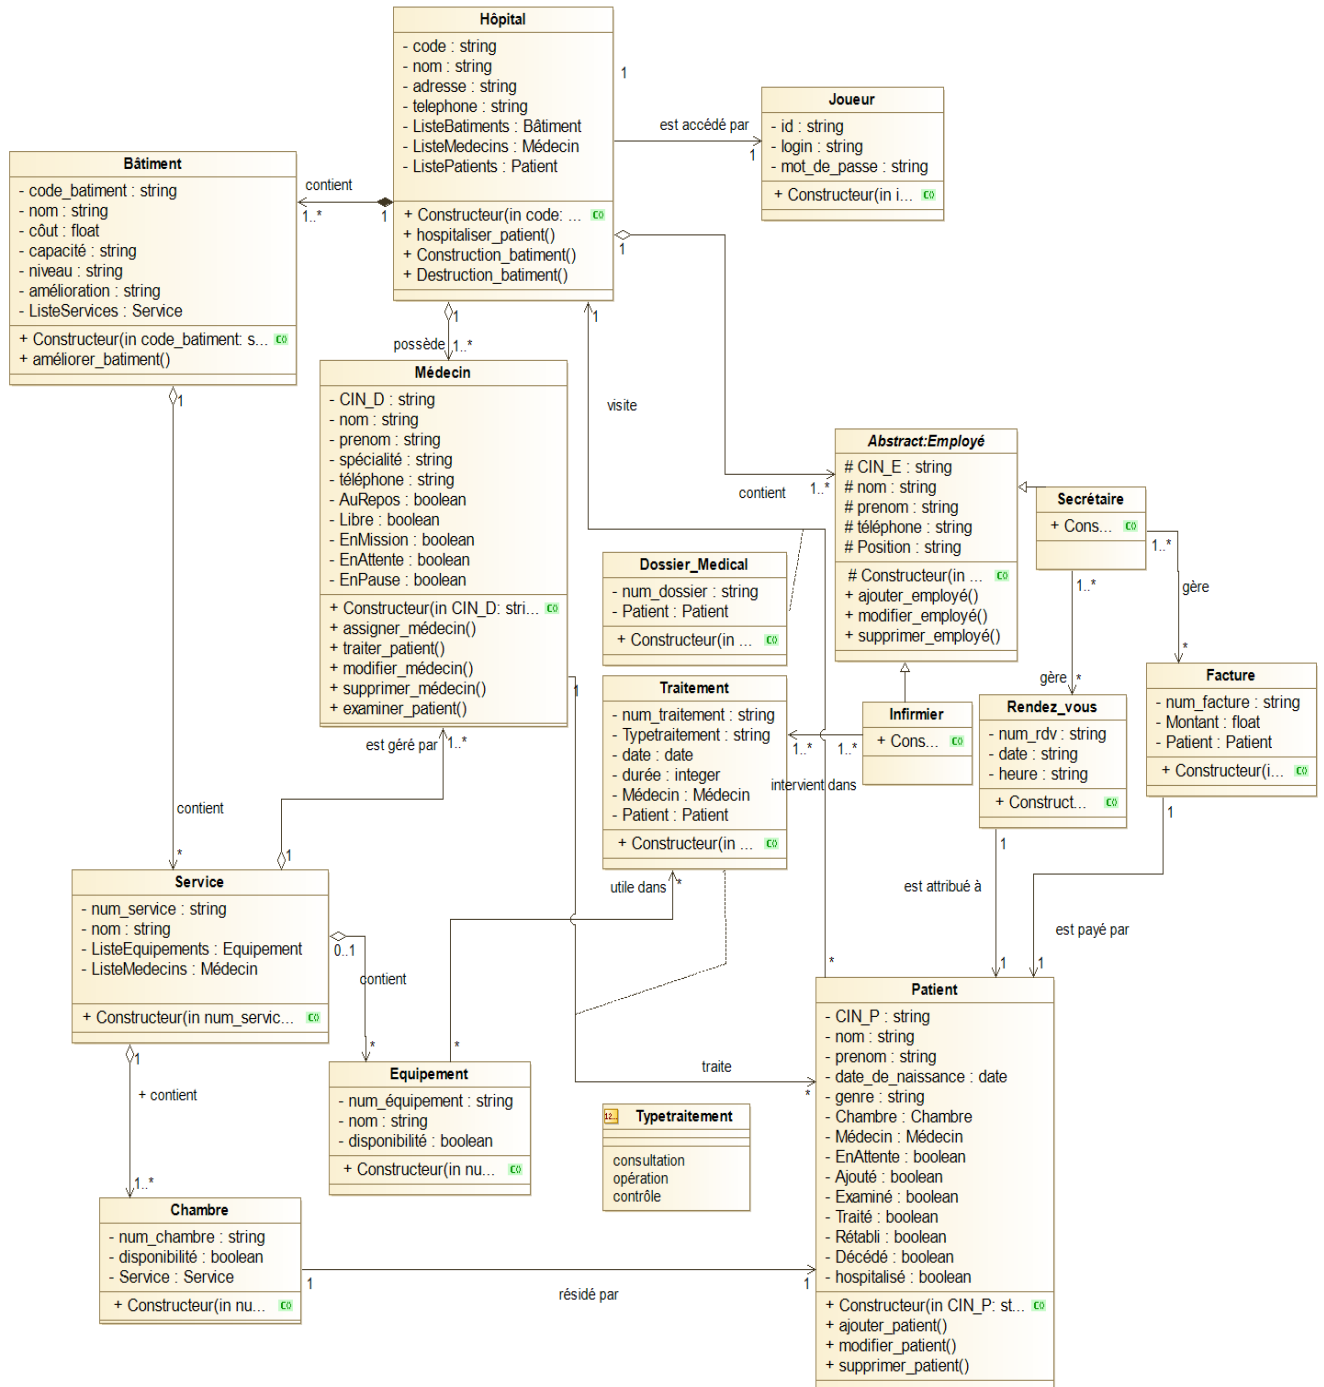 Hôpital
- code : string
- nom : string
- adresse : string
- telephone : string
- ListeBatiments : Bâtiment
- ListeMedecins : Médecin
- ListePatients : Patient
+ Constructeur(in code: ...
+ hospitaliser_patient()
+ Construction_batiment()
+ Destruction_batiment()
1
est accédé par
1
Joueur
- id : string
- login : string
- mot_de_passe : string
+ Constructeur(in i...
Bâtiment
- code_batiment : string
- nom : string
- côut : float
- capacité : string
- niveau : string
- amélioration : string
- ListeServices : Service
+ Constructeur(in code_batiment: s...
+ améliorer_batiment()
contient
1..*
1
1
1
possède
1..*
1
visite
1
contient
1..*
Médecin
- CIN_D : string
- nom : string
- prenom : string
- spécialité : string
- téléphone : string
- AuRepos : boolean
- Libre : boolean
- EnMission : boolean
- EnAttente : boolean
- EnPause : boolean
+ Constructeur(in CIN_D: stri...
+ assigner_médecin()
+ traiter_patient()
+ modifier_médecin()
+ supprimer_médecin()
+ examiner_patient()
Abstract:Employé
# CIN_E : string
# nom : string
# prenom : string
# téléphone : string
# Position : string
# Constructeur(in ...
+ ajouter_employé()
+ modifier_employé()
+ supprimer_employé()
Secrétaire
+ Cons...
1..*
1..*
gère
*
gère
*
Dossier_Medical
- num_dossier : string
- Patient : Patient
+ Constructeur(in ...
Traitement
- num_traitement : string
- Typetraitement : string
- date : date
- durée : integer
- Médecin : Médecin
- Patient : Patient
+ Constructeur(in ...
Infirmier
+ Cons...
1..*
1..*
intervient dans
Rendez_vous
- num_rdv : string
- date : string
- heure : string
+ Construct...
Facture
- num_facture : string
- Montant : float
- Patient : Patient
+ Constructeur(i...
1
est géré par
1..*
contient
*
1
utile dans
*
1
est attribué à
1
1
est payé par
1
Service
- num_service : string
- nom : string
- ListeEquipements : Equipement
- ListeMedecins : Médecin
+ Constructeur(in num_servic...
0..1
contient
*
*
1
+ contient
1..*
Equipement
- num_équipement : string
- nom : string
- disponibilité : boolean
+ Constructeur(in nu...
traite
*
*
Typetraitement
consultation
opération
contrôle
Patient
- CIN_P : string
- nom : string
- prenom : string
- date_de_naissance : date
- genre : string
- Chambre : Chambre
- Médecin : Médecin
- EnAttente : boolean
- Ajouté : boolean
- Examiné : boolean
- Traité : boolean
- Rétabli : boolean
- Décédé : boolean
- hospitalisé : boolean
+ Constructeur(in CIN_P: st...
+ ajouter_patient()
+ modifier_patient()
+ supprimer_patient()
Chambre
- num_chambre : string
- disponibilité : boolean
- Service : Service
+ Constructeur(in nu...
1
résidé par
1